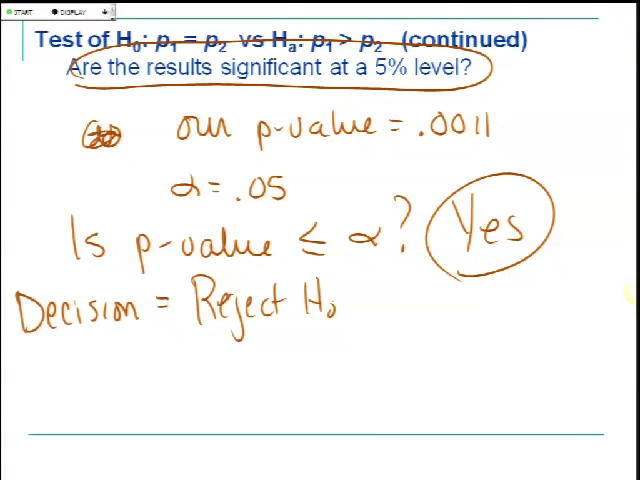 START DISPLAY
Test of H₀: p₁ = p₂ vs Hₐ: p₁ > p₂ (continued)
Are the results significant at a 5% level?
our p-value = .0011
α = .05
Is p-value ≤ α? Yes
Decision = Reject H₀